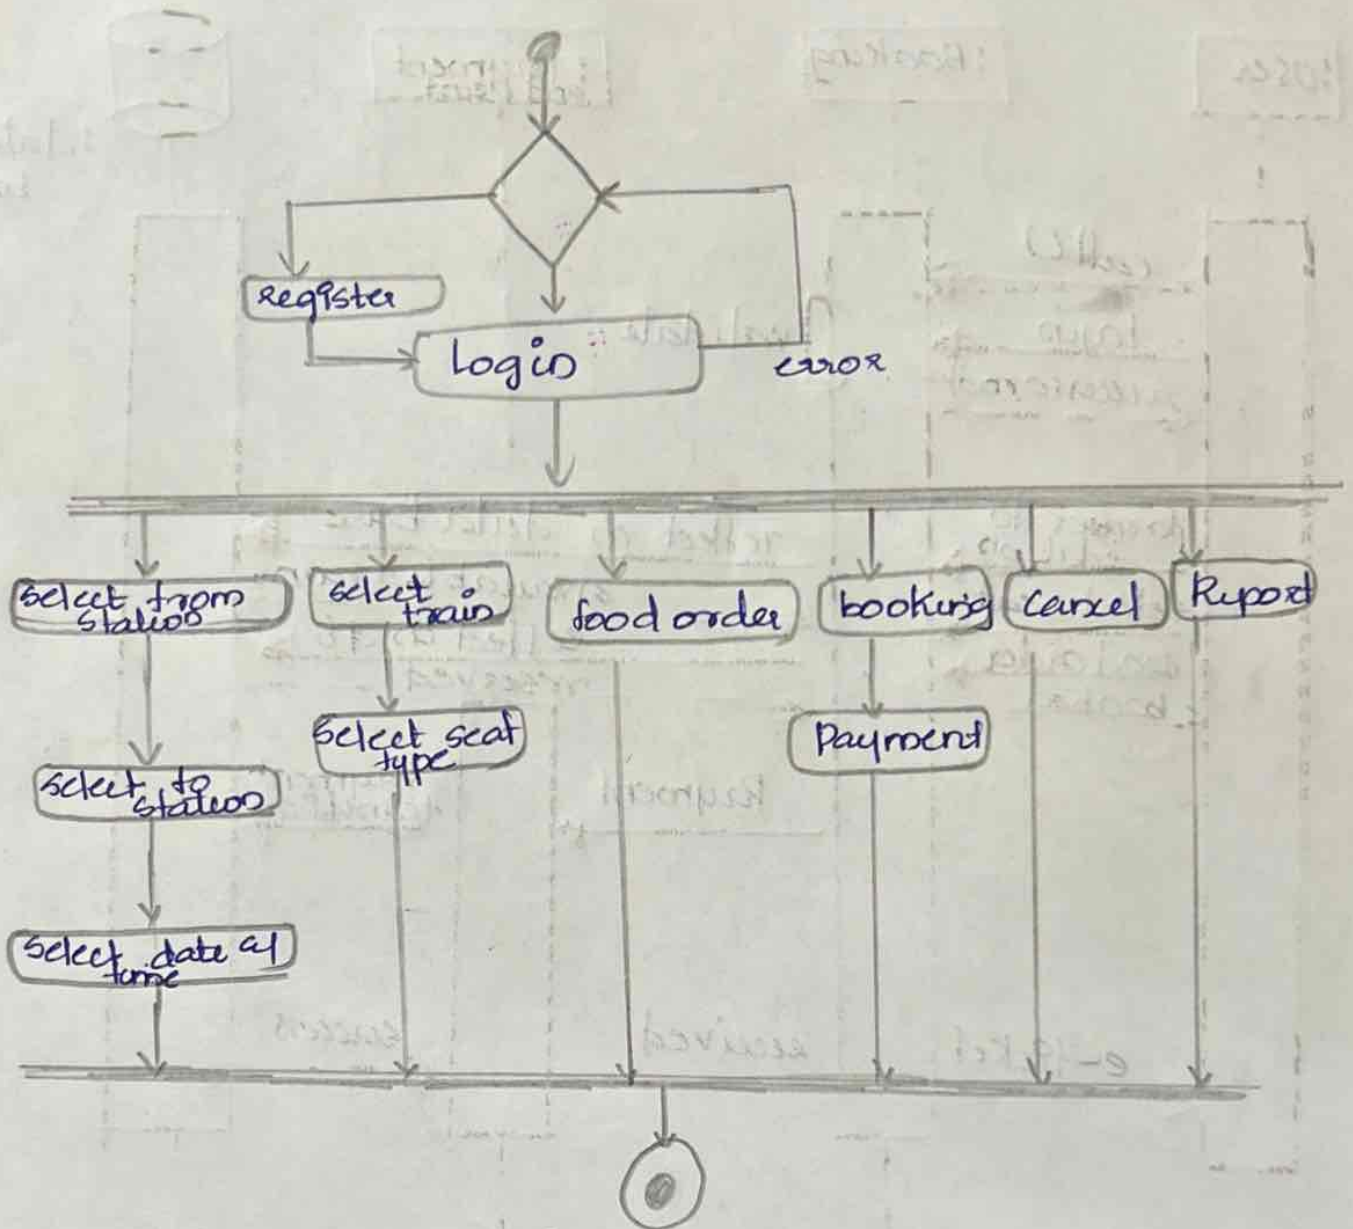 Register
Login
error
Select from
station
select
train
food order
booking
cancel
Report
Select seat
type
Payment
select to
station
Select date &
time